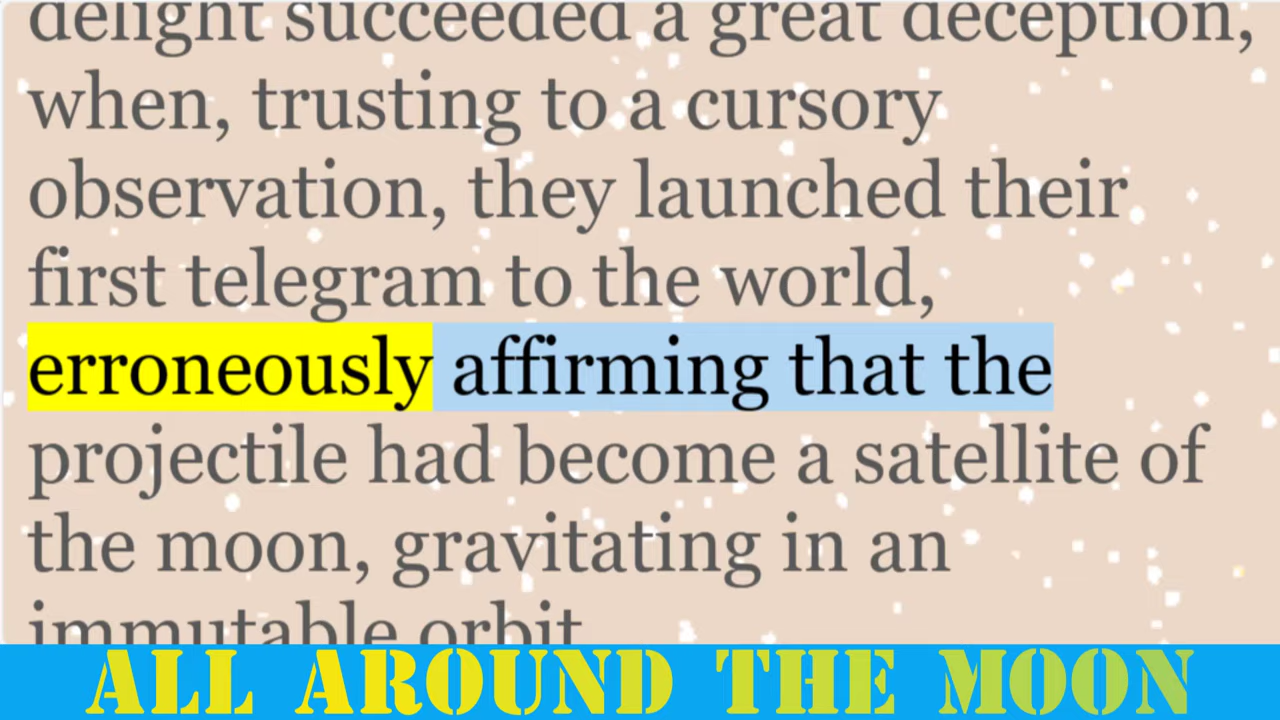 delight succeeded a great deception,
when, trusting to a cursory
observation, they launched their
first telegram to the world,
erroneously affirming that the
projectile had become a satellite of
the moon, gravitating in an
immutable orbit
ALL AROUND THE MOON